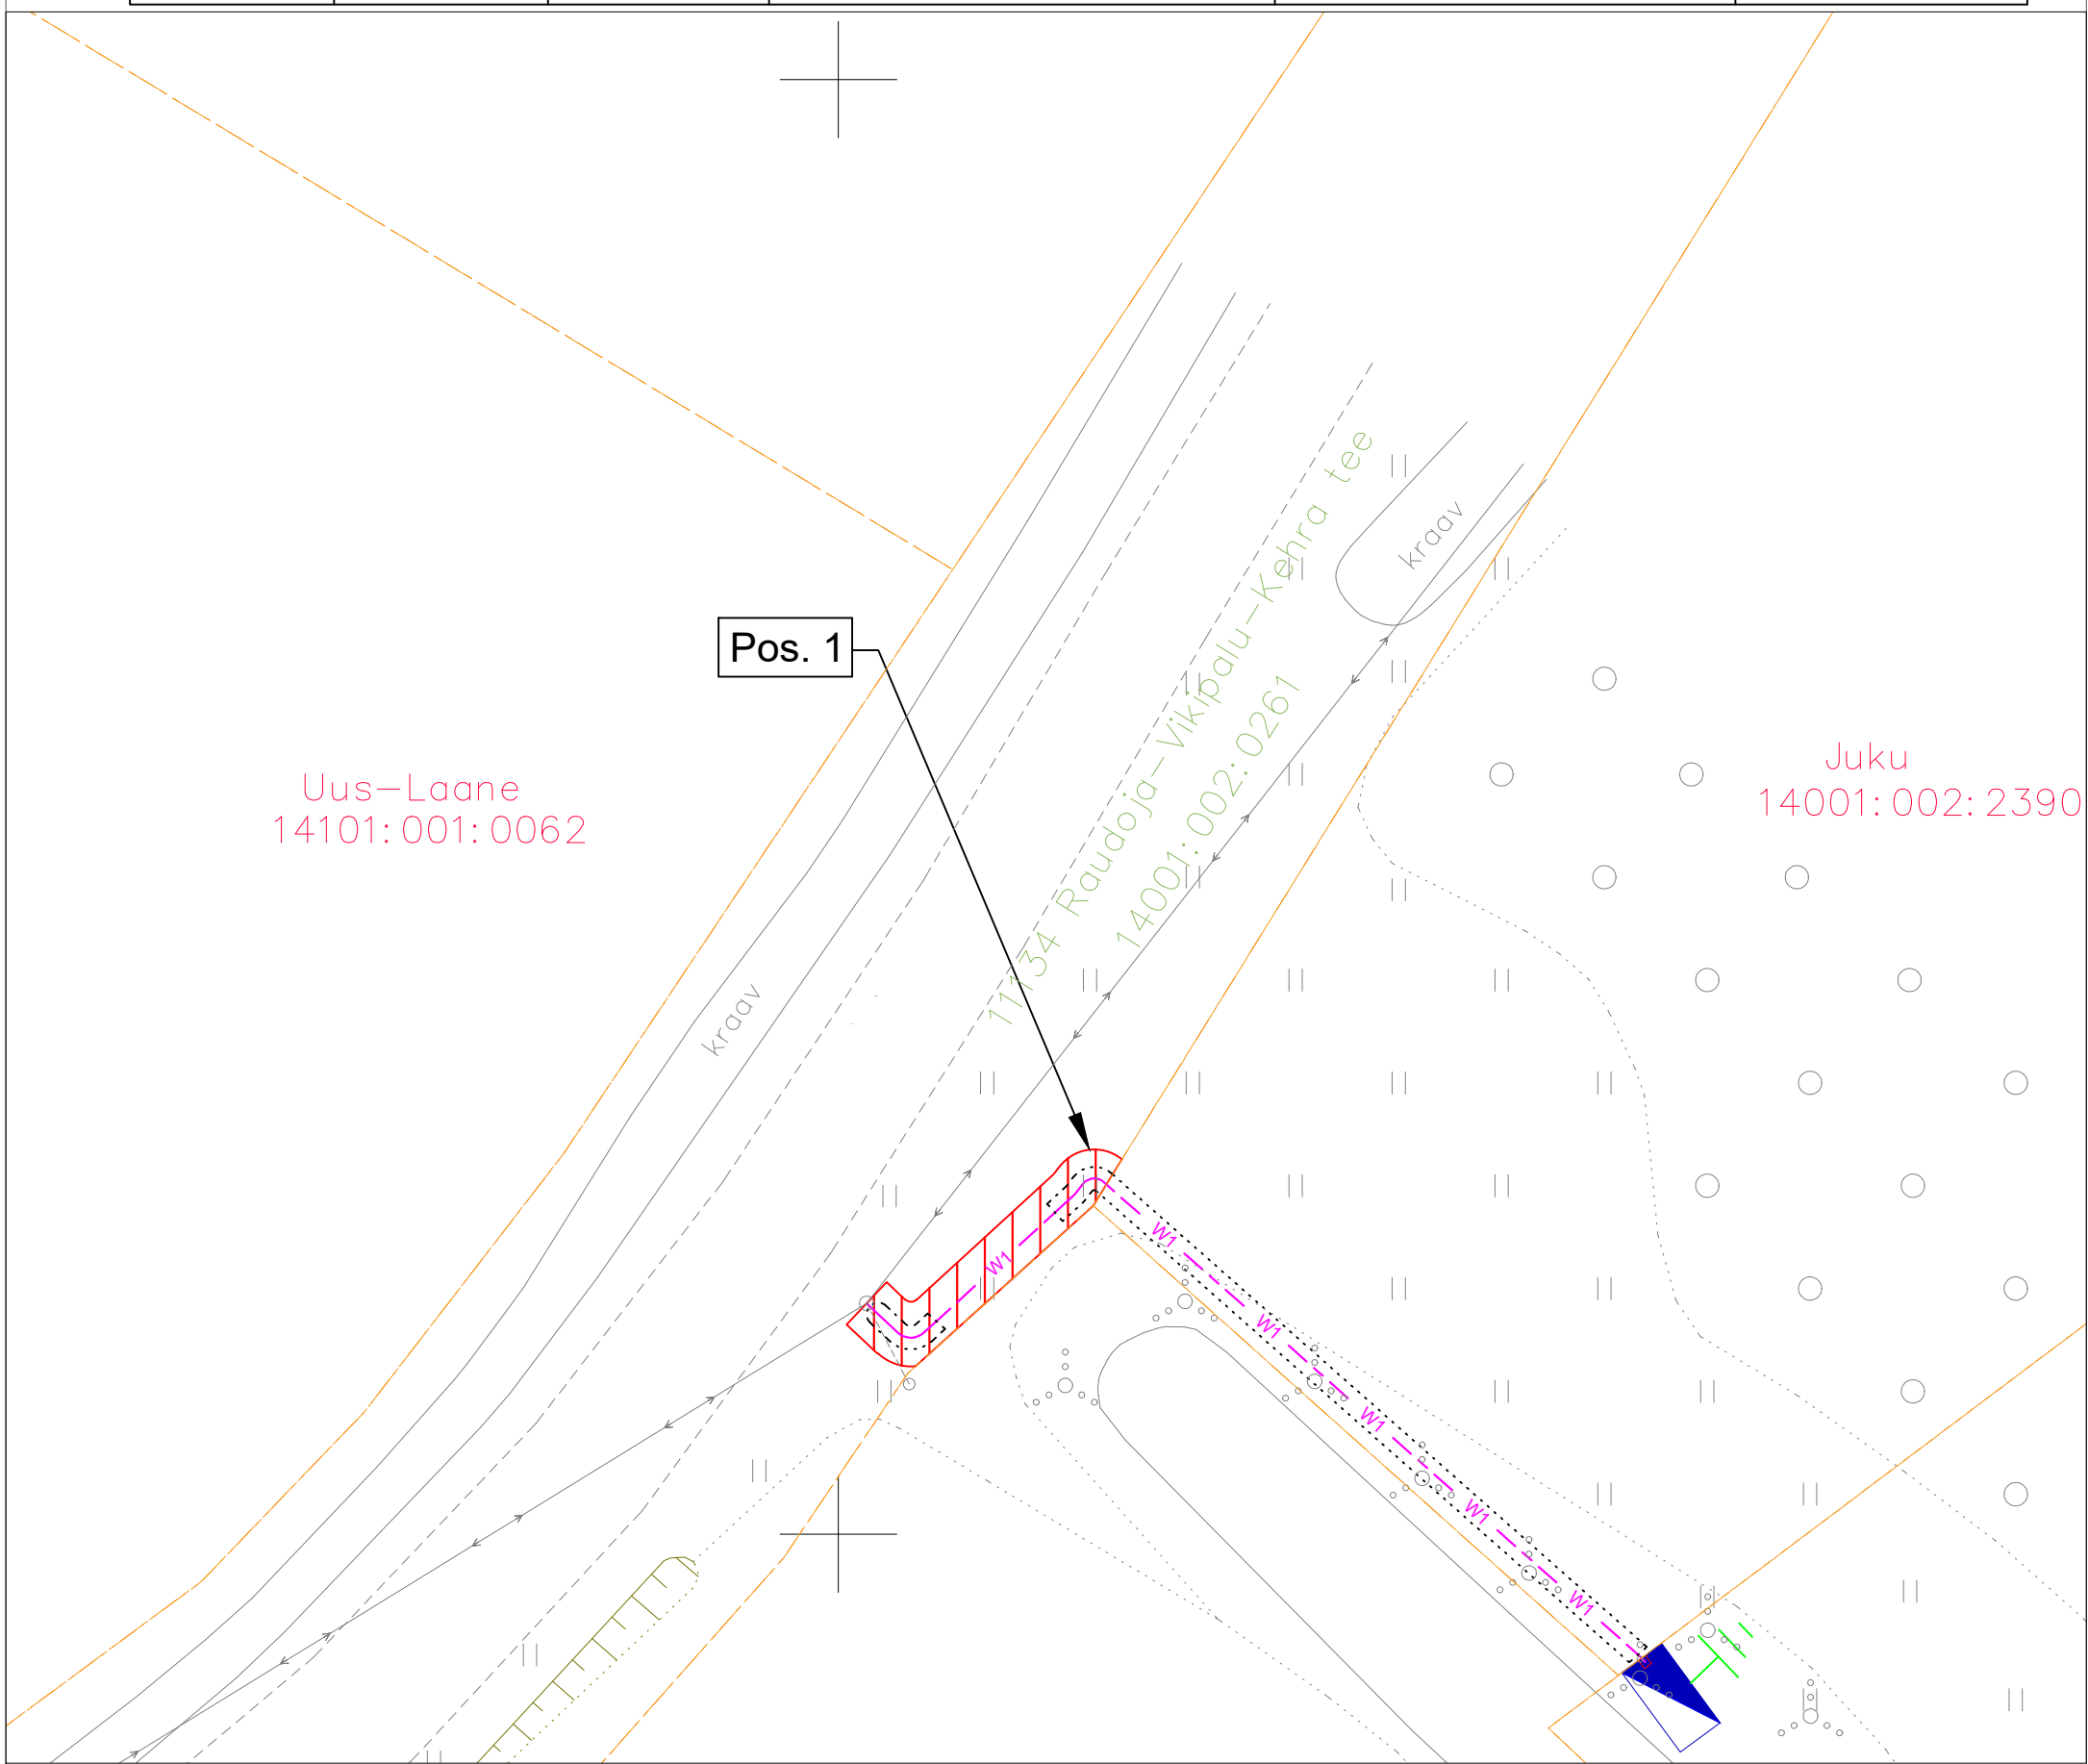 Pos. 1
Uus-Laane
14101:001:0062
Juku
14001:002:2390
11134 Raudoja-Vikipalu-Kehra tee
14001:002:0261
kraav
kraav
W1
W1
W1
W1
W1
W1